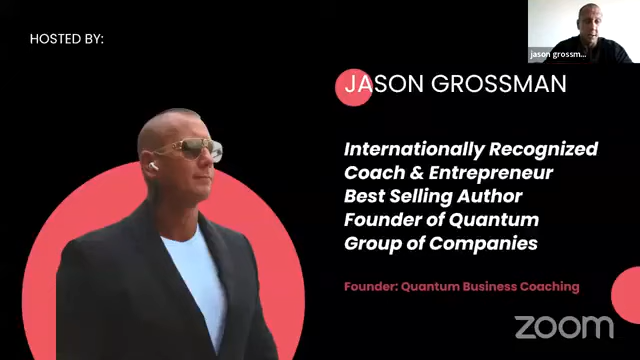 HOSTED BY:
jason grossm...
JASON GROSSMAN
Internationally Recognized
Coach & Entrepreneur
Best Selling Author
Founder of Quantum
Group of Companies
Founder: Quantum Business Coaching
zoom